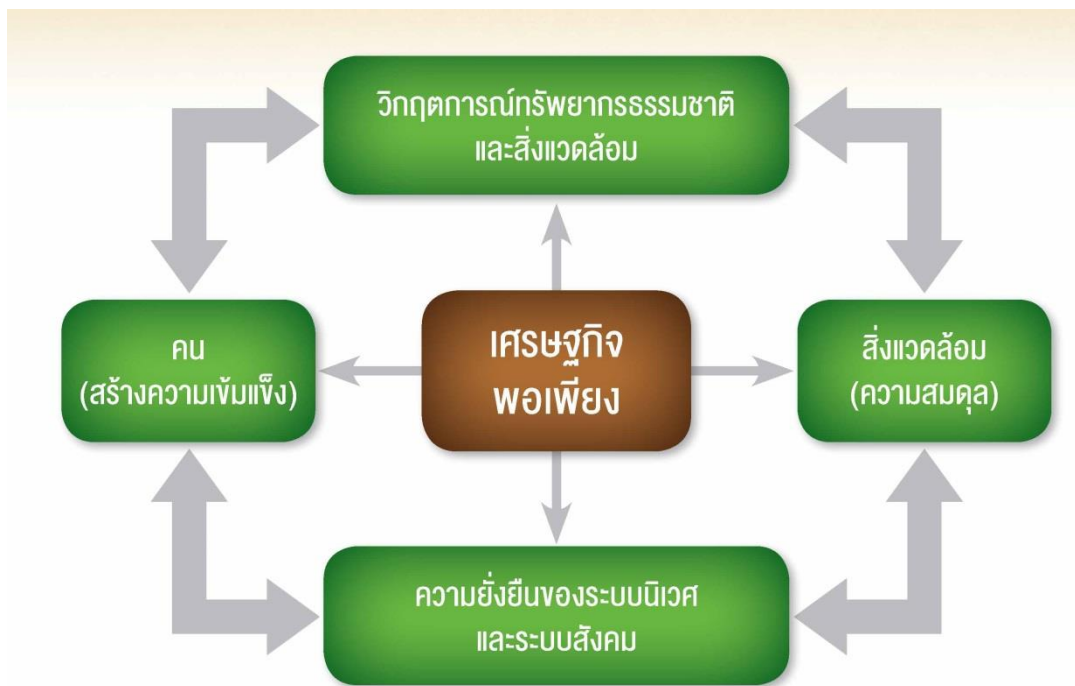 วิกฤตการณ์ทรัพยากรธรรมชาติ
และสิ่งแวดล้อม
คน
(สร้างความเข้มแข็ง)
เศรษฐกิจ
พอเพียง
สิ่งแวดล้อม
(ความสมดุล)
ความยั่งยืนของระบบนิเวศ
และระบบสังคม